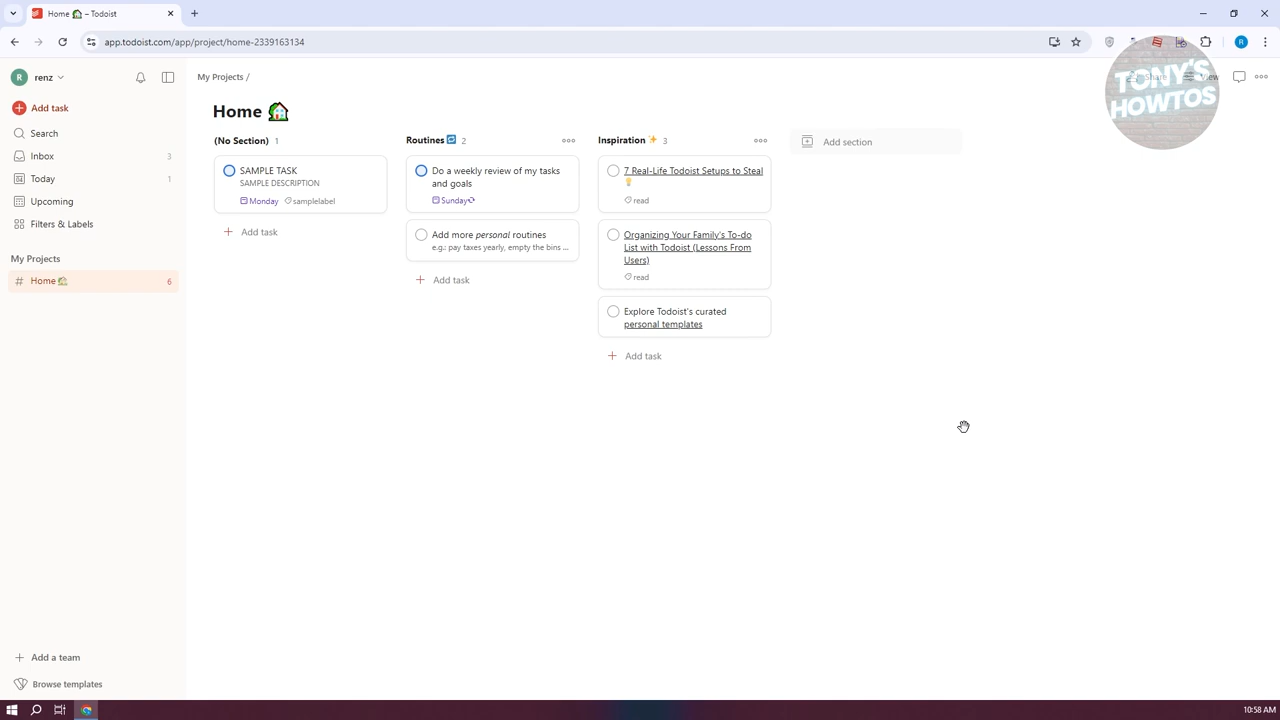 Home 🏡 – Todoist
app.todoist.com/app/project/home-2339163134
R
R renz
Add task
Search
Inbox 3
Today 1
Upcoming
Filters & Labels
My Projects
# Home 🏡 6
Add a team
Browse templates
My Projects /
Share
View
TONY'S
HOWTOS
Home 🏡
(No Section) 1
SAMPLE TASK
SAMPLE DESCRIPTION
Monday samplelabel
Add task
Routines 🔁 2
Do a weekly review of my tasks
and goals
Sunday
Add more personal routines
e.g.: pay taxes yearly, empty the bins ...
Add task
Inspiration ✨ 3
7 Real-Life Todoist Setups to Steal
💡
read
Organizing Your Family's To-do
List with Todoist (Lessons From
Users)
read
Explore Todoist's curated
personal templates
Add task
Add section
10:58 AM